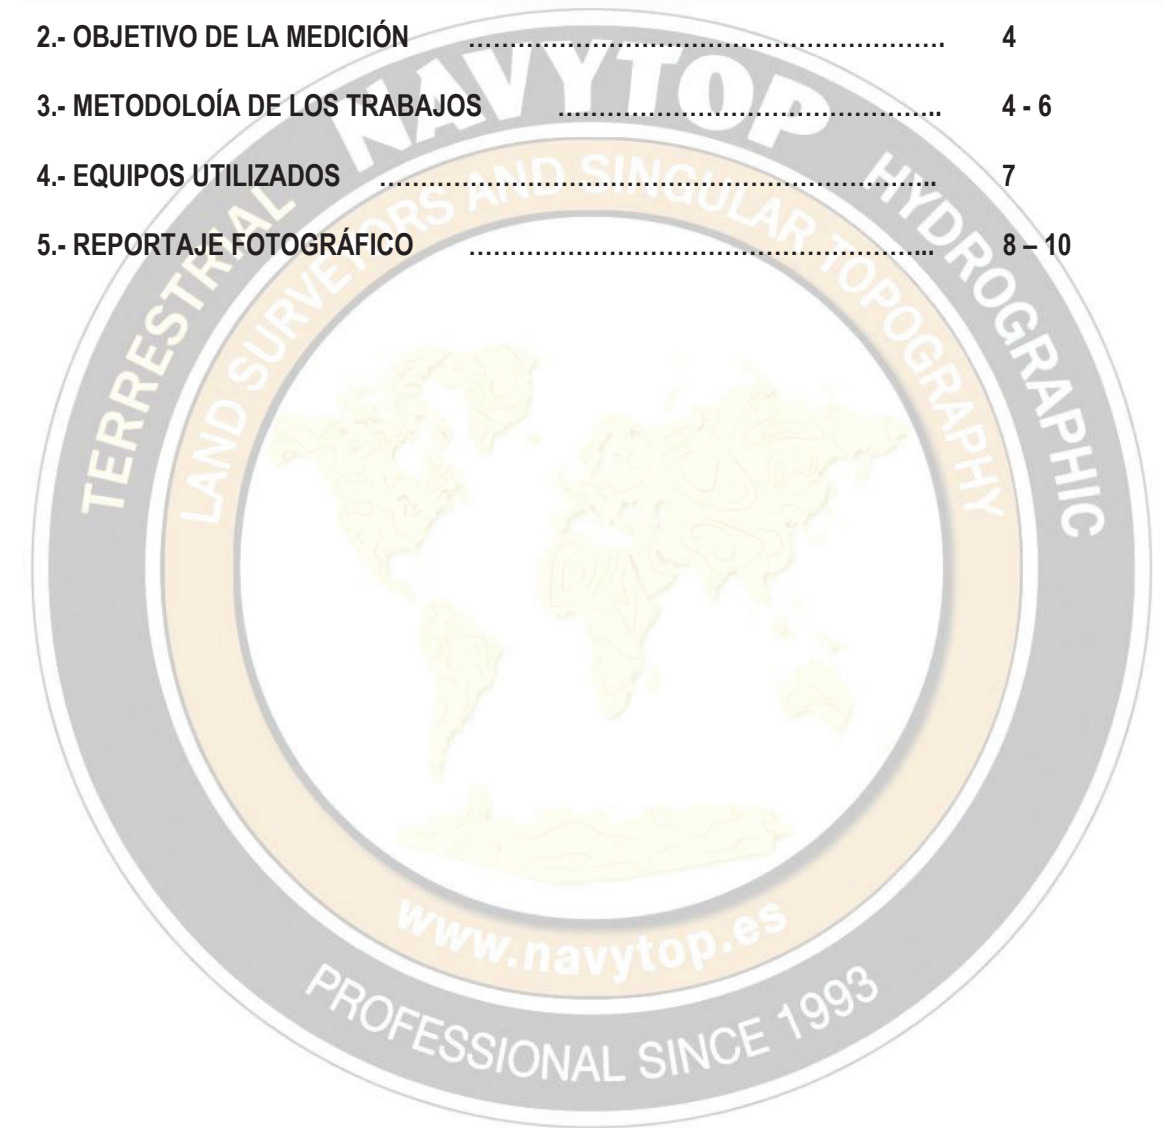 2.- OBJETIVO DE LA MEDICIÓN ………………………………………………. 4
3.- METODOLOÍA DE LOS TRABAJOS …………………………………….. 4 - 6
4.- EQUIPOS UTILIZADOS ……………………………………………………….. 7
5.- REPORTAJE FOTOGRÁFICO ……………………………………………... 8 – 10
NAVYTOP
TERRESTRIAL
HYDROGRAPHIC
LAND SURVEYORS AND SINGULAR TOPOGRAPHY
www.navytop.es
PROFESSIONAL SINCE 1993